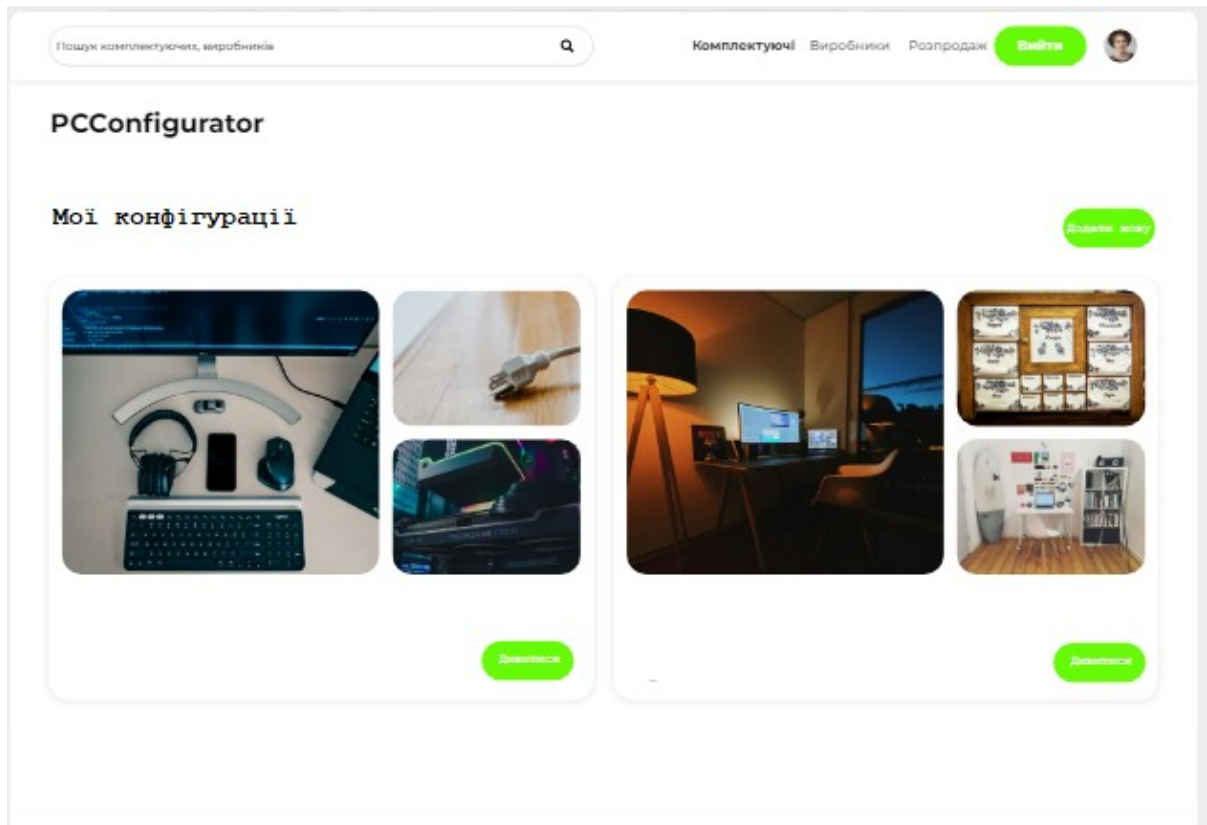 Пошук комплектуючих, виробників
Комплектуючі Виробники Розпродаж Вийти
PCConfigurator
Мої конфігурації
Додати нову
Дивитися
Дивитися